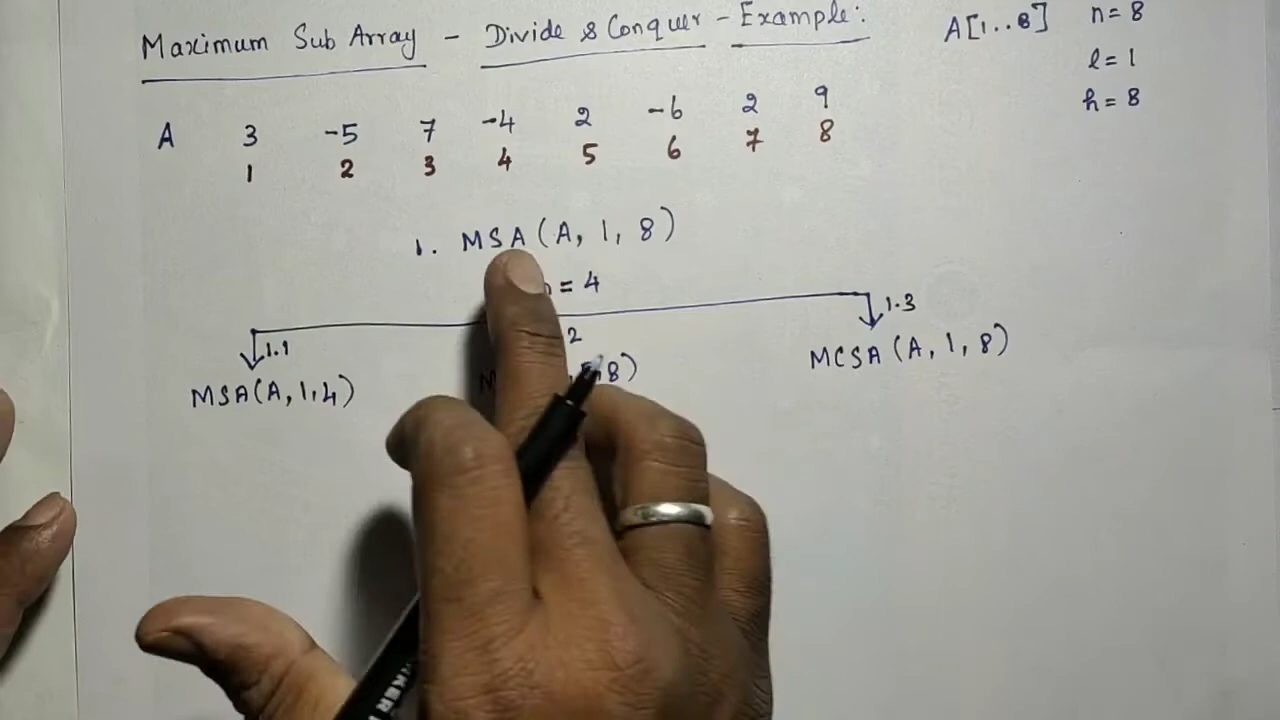 Maximum Sub Array - Divide & Conquer - Example:
A[1..8] n=8
l=1
h=8
A 3 -5 7 -4 2 -6 2 9
1 2 3 4 5 6 7 8
1. MSA(A, 1, 8)
= 4
1.1 2 1.3
MSA(A, 1, 4) 8) MCSA(A, 1, 8)